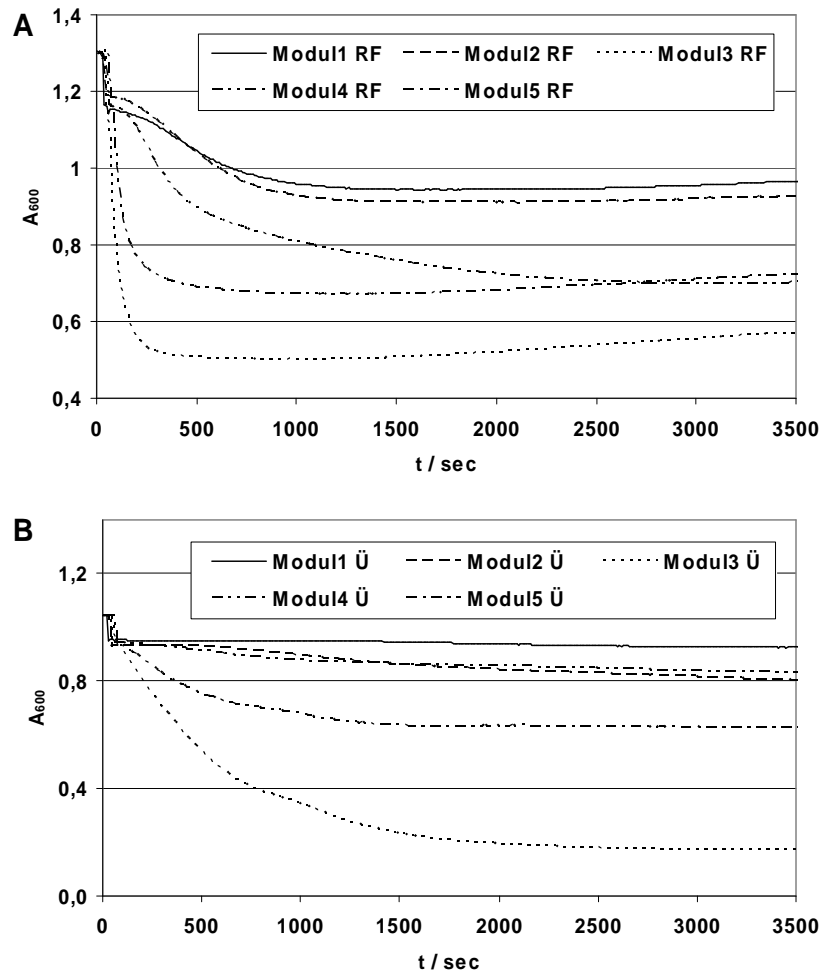 A
Modul1 RF Modul2 RF Modul3 RF
Modul4 RF Modul5 RF
1,4
1,2
1
0,8
0,6
0,4
A600
0 500 1000 1500 2000 2500 3000 3500
t / sec
B
Modul1 Ü Modul2 Ü Modul3 Ü
Modul4 Ü Modul5 Ü
1,2
0,8
0,4
0,0
A600
0 500 1000 1500 2000 2500 3000 3500
t / sec